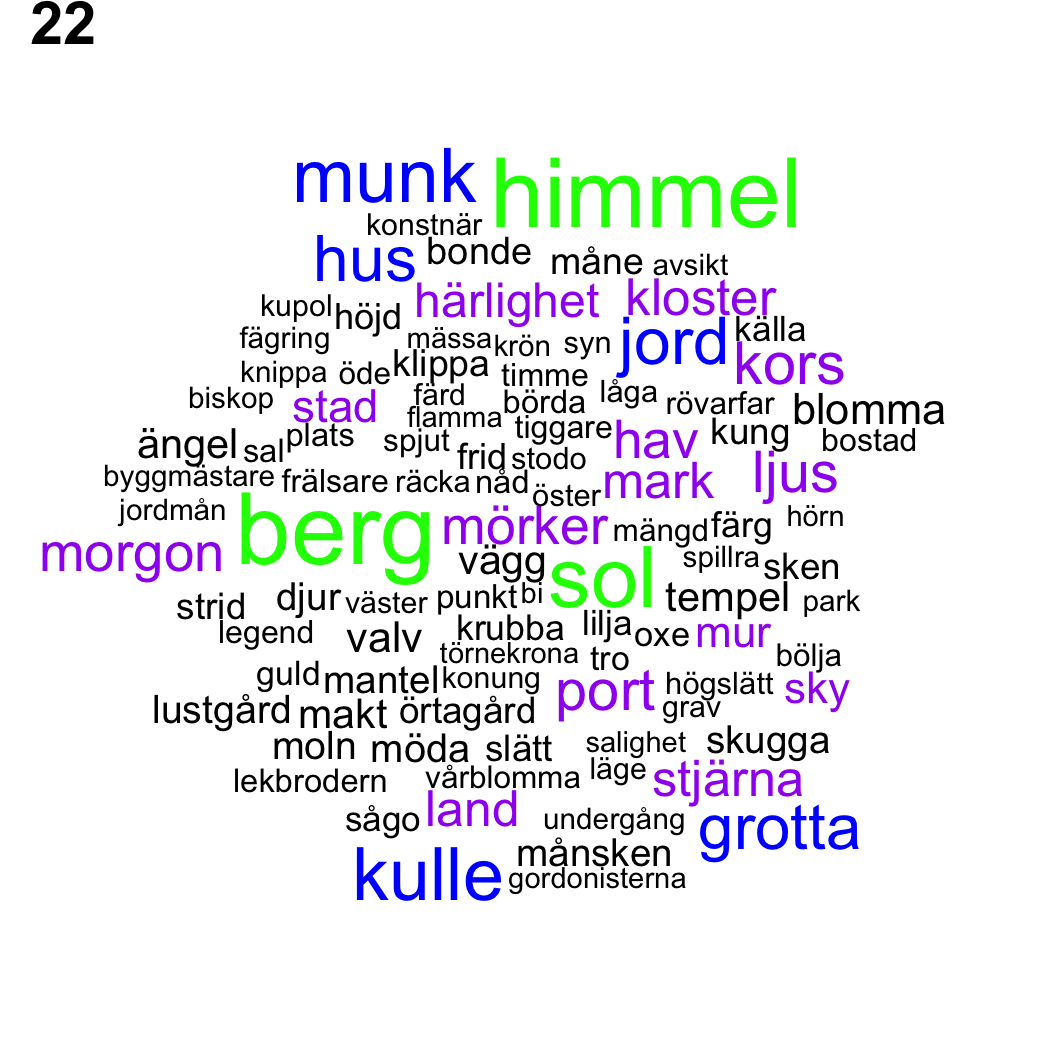 22
munk himmel
konstnär
hus bonde måne avsikt
kupol höjd härlighet kloster
fägring mässa krön syn jord källa
knippa öde klippa timme kors
biskop stad färd börda låga rövarfar blomma
flamma tiggare
ängel sal plats spjut frid stodo hav kung bostad
byggmästare frälsare räcka nåd öster mark ljus
jordmån berg mörker mängd färg hörn
morgon vägg sol spillra sken
strid djur väster punkt bi tempel park
legend valv krubba lilja oxe mur
törnekrona tro bölja
guld mantel konung port högslätt sky
lustgård makt örtagård grav
moln möda slätt salighet skugga
lekbrodern vårblomma läge stjärna
sågo land undergång grotta
kulle månsken
gordonisterna